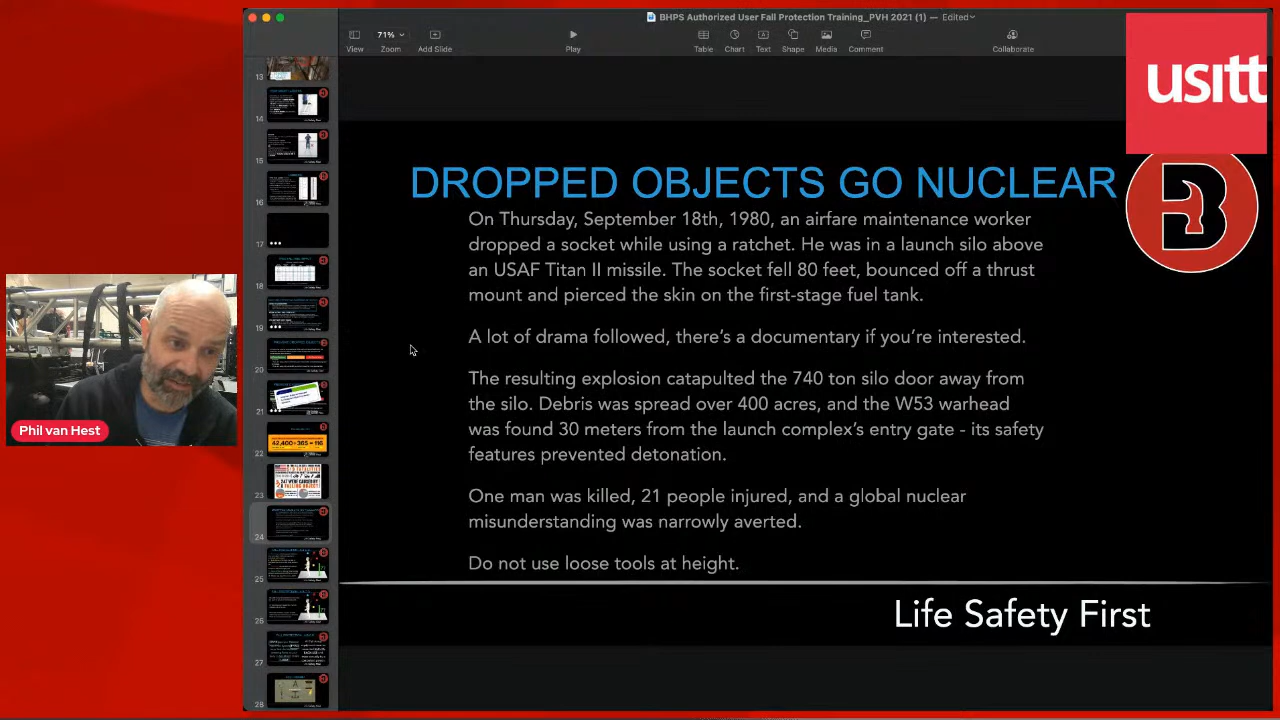 BHPS Authorized User Fall Protection Training_PVH 2021 (1) — Edited
71%
View
Zoom
Add Slide
Play
Table
Chart
Text
Shape
Media
Comment
Collaborate
usitt
B
13
14
15
16
17
18
19
20
21
22
42,400÷365 = 116
23
24
25
26
27
28
DROPPED OBJECTS GO NUCLEAR
On Thursday, September 18th, 1980, an airfare maintenance worker
dropped a socket while using a ratchet. He was in a launch silo above
an USAF Titan II missile. The socket fell 80 feet, bounced off a thrust
mount and pierced the skin of the first-stage fuel tank.
A lot of drama followed, there is a documentary if you're interested.
The resulting explosion catapulted the 740 ton silo door away from
the silo. Debris was spread over 400 acres, and the W53 warhead
was found 30 meters from the launch complex's entry gate - its safety
features prevented detonation.
One man was killed, 21 people injured, and a global nuclear
misunderstanding was narrowly averted.
Do not use loose tools at height.
Life Safety First
Phil van Hest